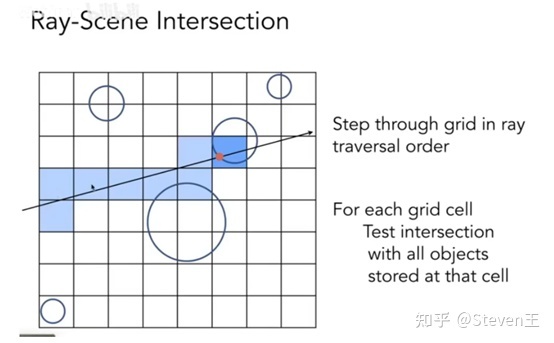 Ray-Scene Intersection
Step through grid in ray
traversal order
For each grid cell
Test intersection
with all objects
stored at that cell
知乎 @Steven王